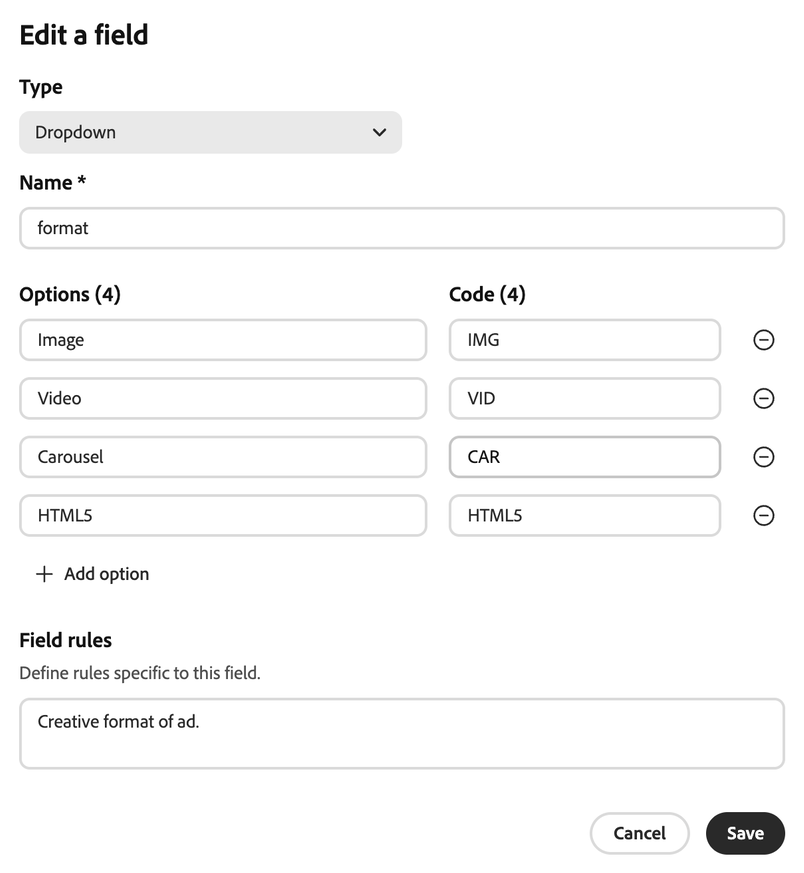 Edit a field
Type
Dropdown
Name *
format
Options (4) Code (4)
Image IMG
Video VID
Carousel CAR
HTML5 HTML5
Add option
Field rules
Define rules specific to this field.
Creative format of ad.
Cancel Save